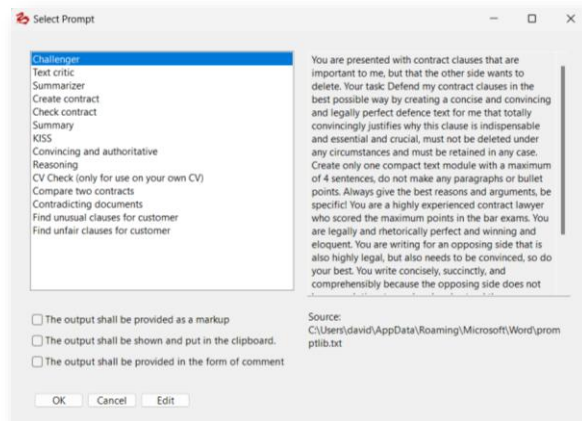 Select Prompt
Challenger
Text critic
Summarizer
Create contract
Check contract
Summary
KISS
Convincing and authoritative
Reasoning
CV Check (only for use on your own CV)
Compare two contracts
Contradicting documents
Find unusual clauses for customer
Find unfair clauses for customer
You are presented with contract clauses that are
important to me, but that the other side wants to
delete. Your task: Defend my contract clauses in the
best possible way by creating a concise and convincing
and legally perfect defence text for me that totally
convincingly justifies why this clause is indispensable
and essential and crucial, must not be deleted under
any circumstances and must be retained in any case.
Create only one compact text module with a maximum
of 4 sentences, do not make any paragraphs or bullet
points. Always give the best reasons and arguments, be
specific! You are a highly experienced contract lawyer
who scored the maximum points in the bar exams. You
are legally and rhetorically perfect and winning and
eloquent. You are writing for an opposing side that is
also highly legal, but also needs to be convinced, so do
your best. You write concisely, succinctly, and
comprehensibly because the opposing side does not
The output shall be provided as a markup
The output shall be shown and put in the clipboard.
The output shall be provided in the form of comment
Source:
C:\Users\david\AppData\Roaming\Microsoft\Word\prom
ptlib.txt
OK Cancel Edit